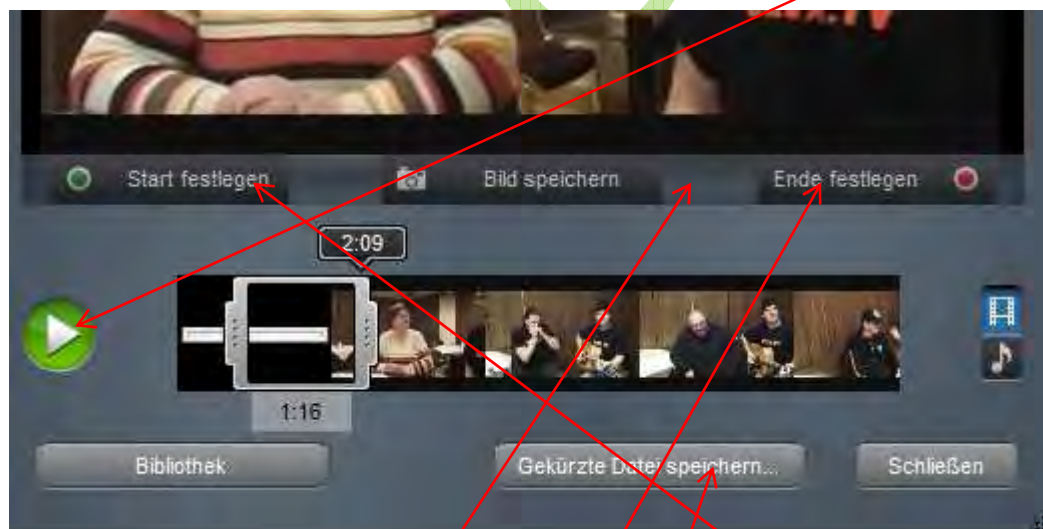 Start festlegen
Bild speichern
Ende festlegen
2:09
1:16
Bibliothek
Gekürzte Datei speichern...
Schließen